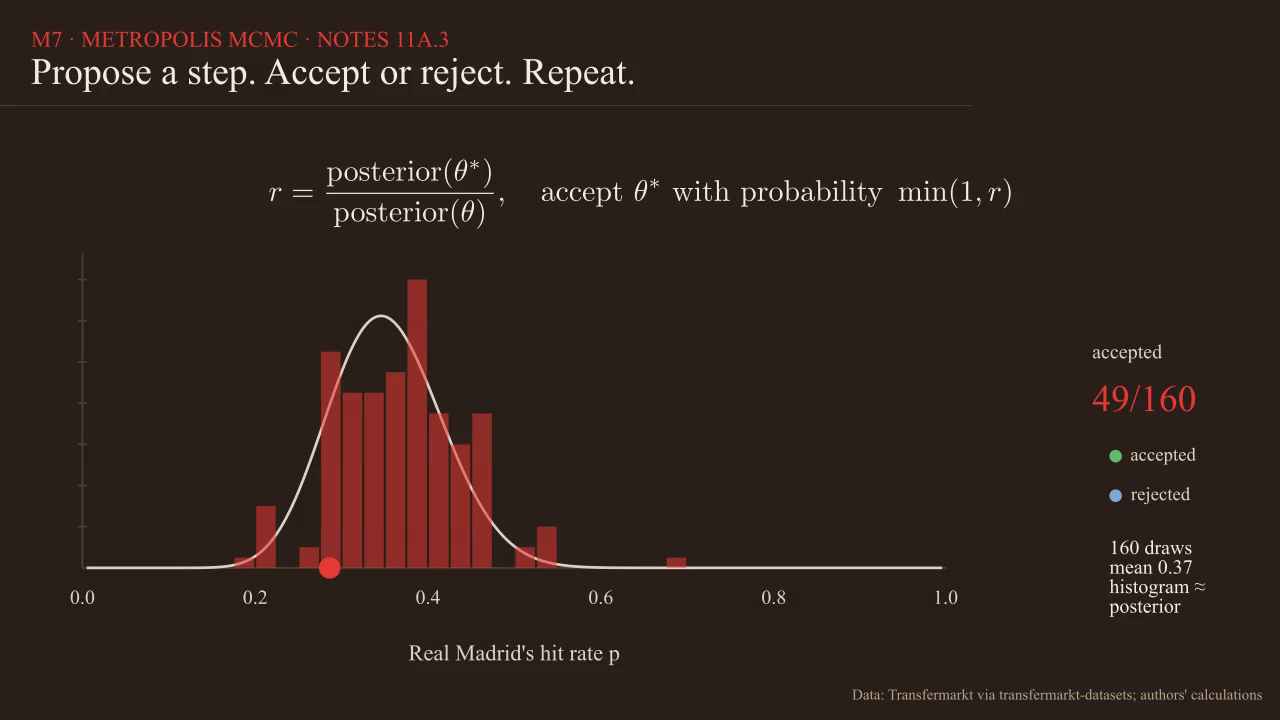 M7 · METROPOLIS MCMC · NOTES 11A.3
Propose a step. Accept or reject. Repeat.
r = posterior(θ*) / posterior(θ), accept θ* with probability min(1, r)
accepted
49/160
accepted
rejected
160 draws
mean 0.37
histogram ≈
posterior
0.0 0.2 0.4 0.6 0.8 1.0
Real Madrid's hit rate p
Data: Transfermarkt via transfermarkt-datasets; authors' calculations